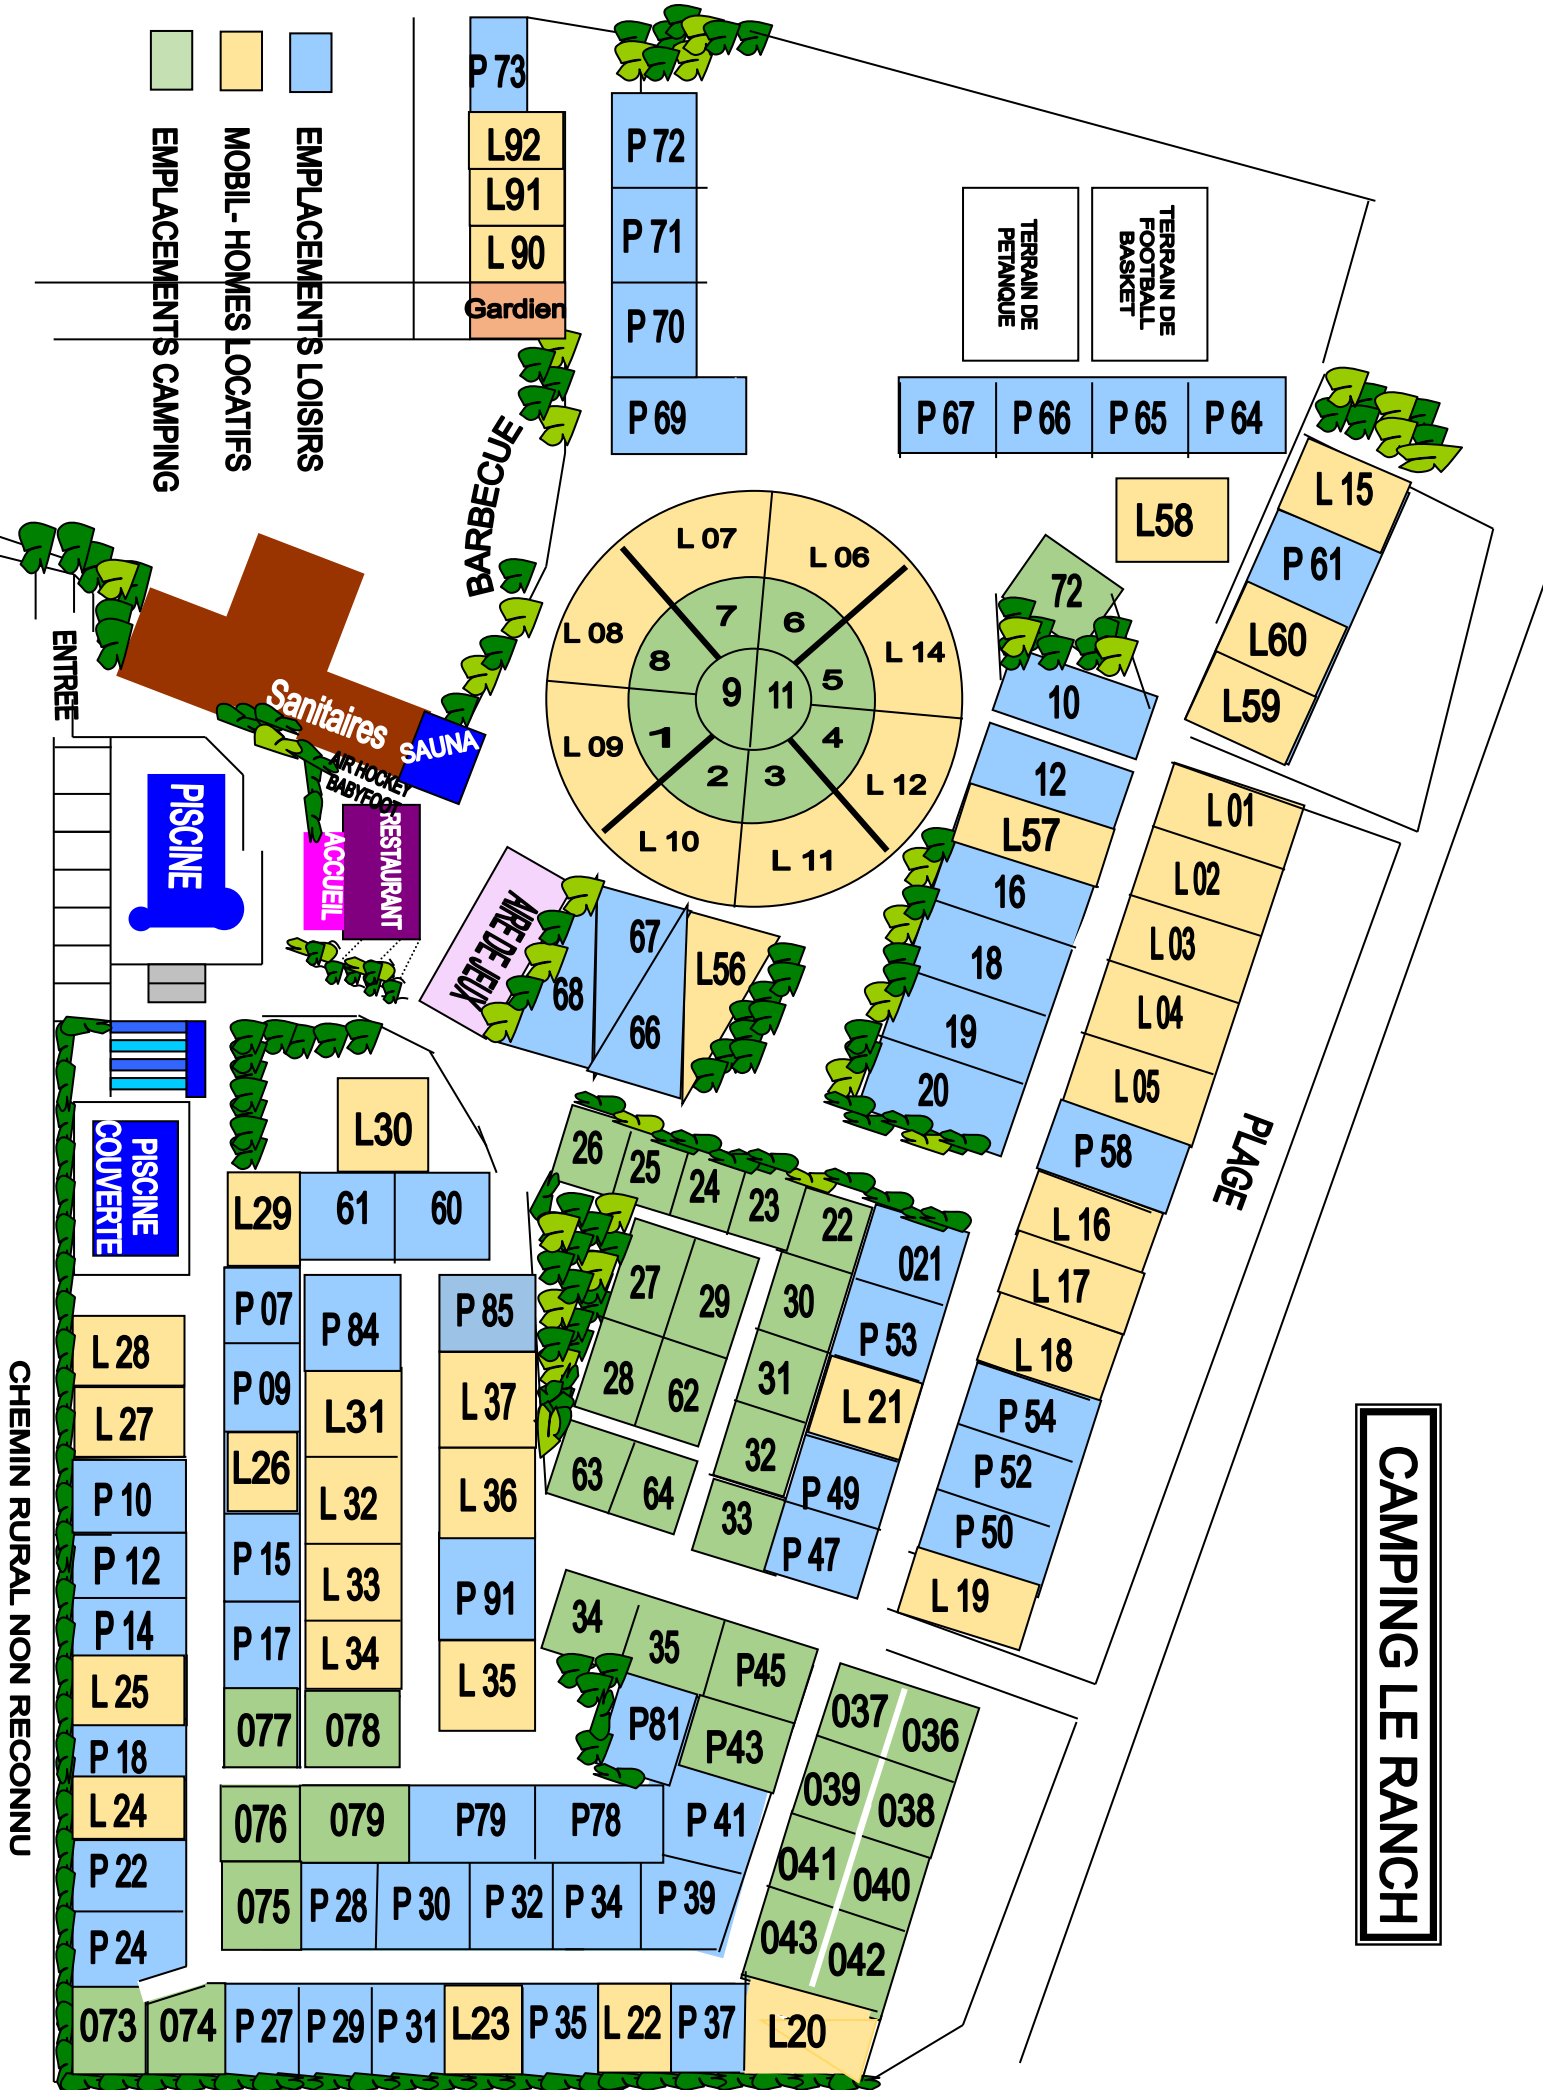 CAMPING LE RANCH
EMPLACEMENTS LOISIRS
MOBIL- HOMES LOCATIFS
EMPLACEMENTS CAMPING
P 73
L92
L91
L 90
Gardien
P 72
P 71
P 70
P 69
TERRAIN DE
PETANQUE
TERRAIN DE
FOOTBALL
BASKET
P 67
P 66
P 65
P 64
L58
L 15
P 61
L60
L59
72
10
12
L57
16
18
19
20
BARBECUE
L 07
L 06
L 08
L 14
L 09
L 12
L 10
L 11
7
6
8
5
9
11
1
4
2
3
ENTREE
Sanitaires
SAUNA
AIR HOCKEY
BABYFOOT
RESTAURANT
ACCUEIL
PISCINE
AIRE DE JEUX
68
67
66
L56
L 01
L 02
L 03
L 04
L 05
P 58
L 16
L 17
L 18
P 54
P 52
P 50
L 19
PLAGE
PISCINE
COUVERTE
L30
L29
61
60
26
25
24
23
22
021
27
29
30
P 53
28
62
31
L 21
63
64
32
P 49
33
P 47
P 07
P 84
P 85
P 09
L31
L 37
L26
L 32
L 36
P 15
L 33
P 91
P 17
L 34
L 35
077
078
L 28
L 27
P 10
P 12
P 14
L 25
P 18
L 24
P 22
P 24
CHEMIN RURAL NON RECONNU
34
35
P45
P81
P43
037
036
039
038
041
040
043
042
076
079
P79
P78
P 41
075
P 28
P 30
P 32
P 34
P 39
073
074
P 27
P 29
P 31
L23
P 35
L 22
P 37
L20